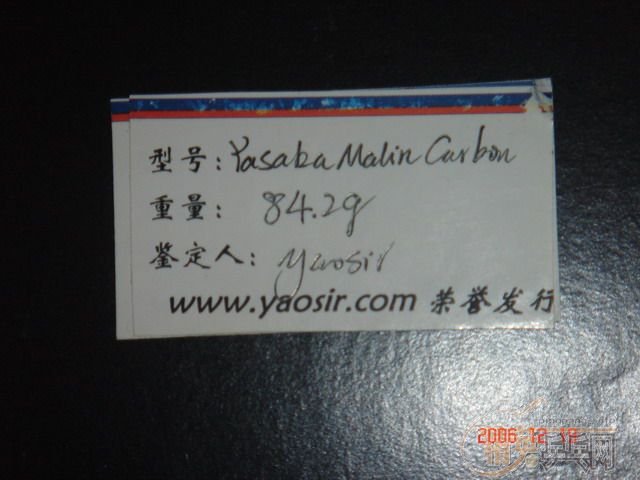 型号: Yasaka Malin Carbon
重量: 84.2g
鉴定人: yaosir
www.yaosir.com 荣誉发行
2006 12 18